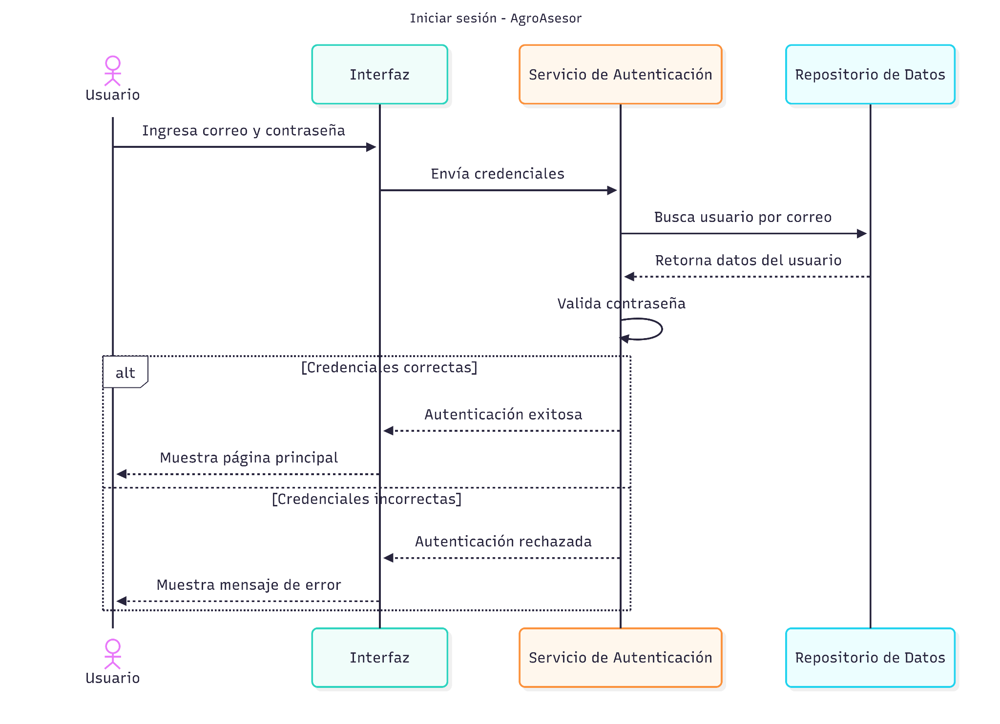 Iniciar sesión - AgroAsesor
Usuario
Interfaz
Servicio de Autenticación
Repositorio de Datos
Ingresa correo y contraseña
Envía credenciales
Busca usuario por correo
Retorna datos del usuario
Valida contraseña
alt
[Credenciales correctas]
Autenticación exitosa
Muestra página principal
[Credenciales incorrectas]
Autenticación rechazada
Muestra mensaje de error
Usuario
Interfaz
Servicio de Autenticación
Repositorio de Datos